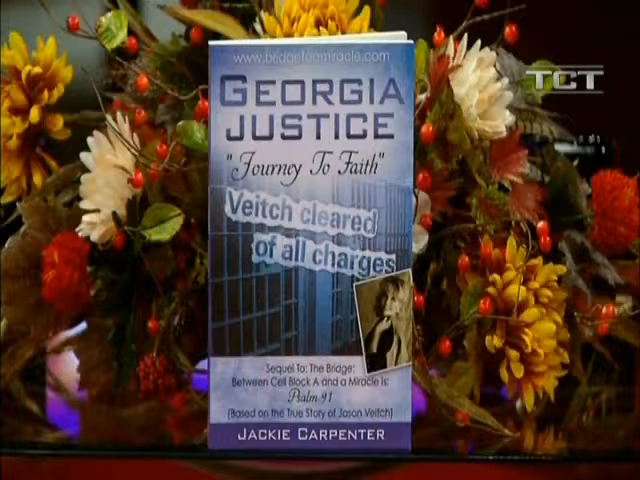 www.bridgetoamiracle.com
GEORGIA
JUSTICE
"Journey To Faith"
Veitch cleared
of all charges
Sequel To: The Bridge:
Between Cell Block A and a Miracle Is:
Psalm 91
(Based on the True Story of Jason Veitch)
JACKIE CARPENTER
TCT